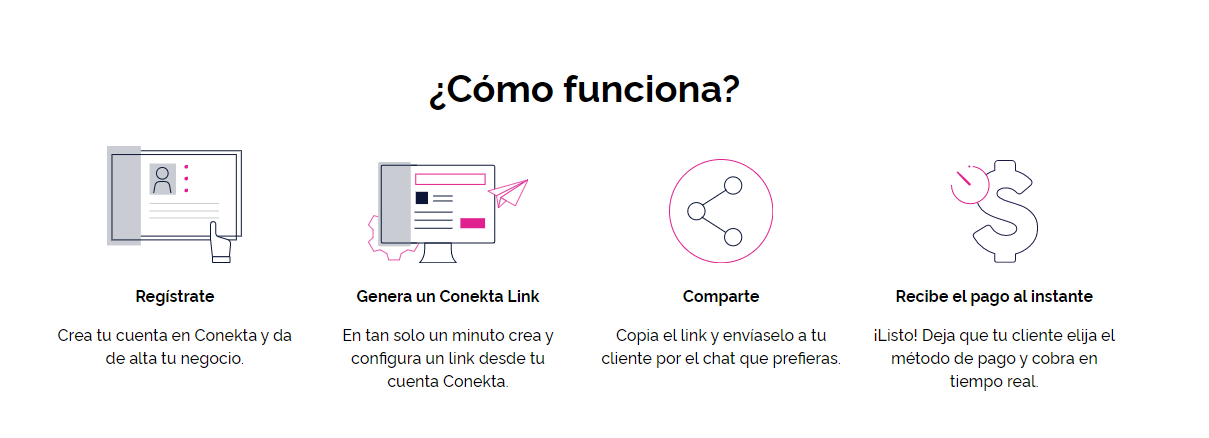 ¿Cómo funciona?
Regístrate
Crea tu cuenta en Conekta y da
de alta tu negocio.
Genera un Conekta Link
En tan solo un minuto crea y
configura un link desde tu
cuenta Conekta.
Comparte
Copia el link y envíaselo a tu
cliente por el chat que prefieras.
Recibe el pago al instante
¡Listo! Deja que tu cliente elija el
método de pago y cobra en
tiempo real.